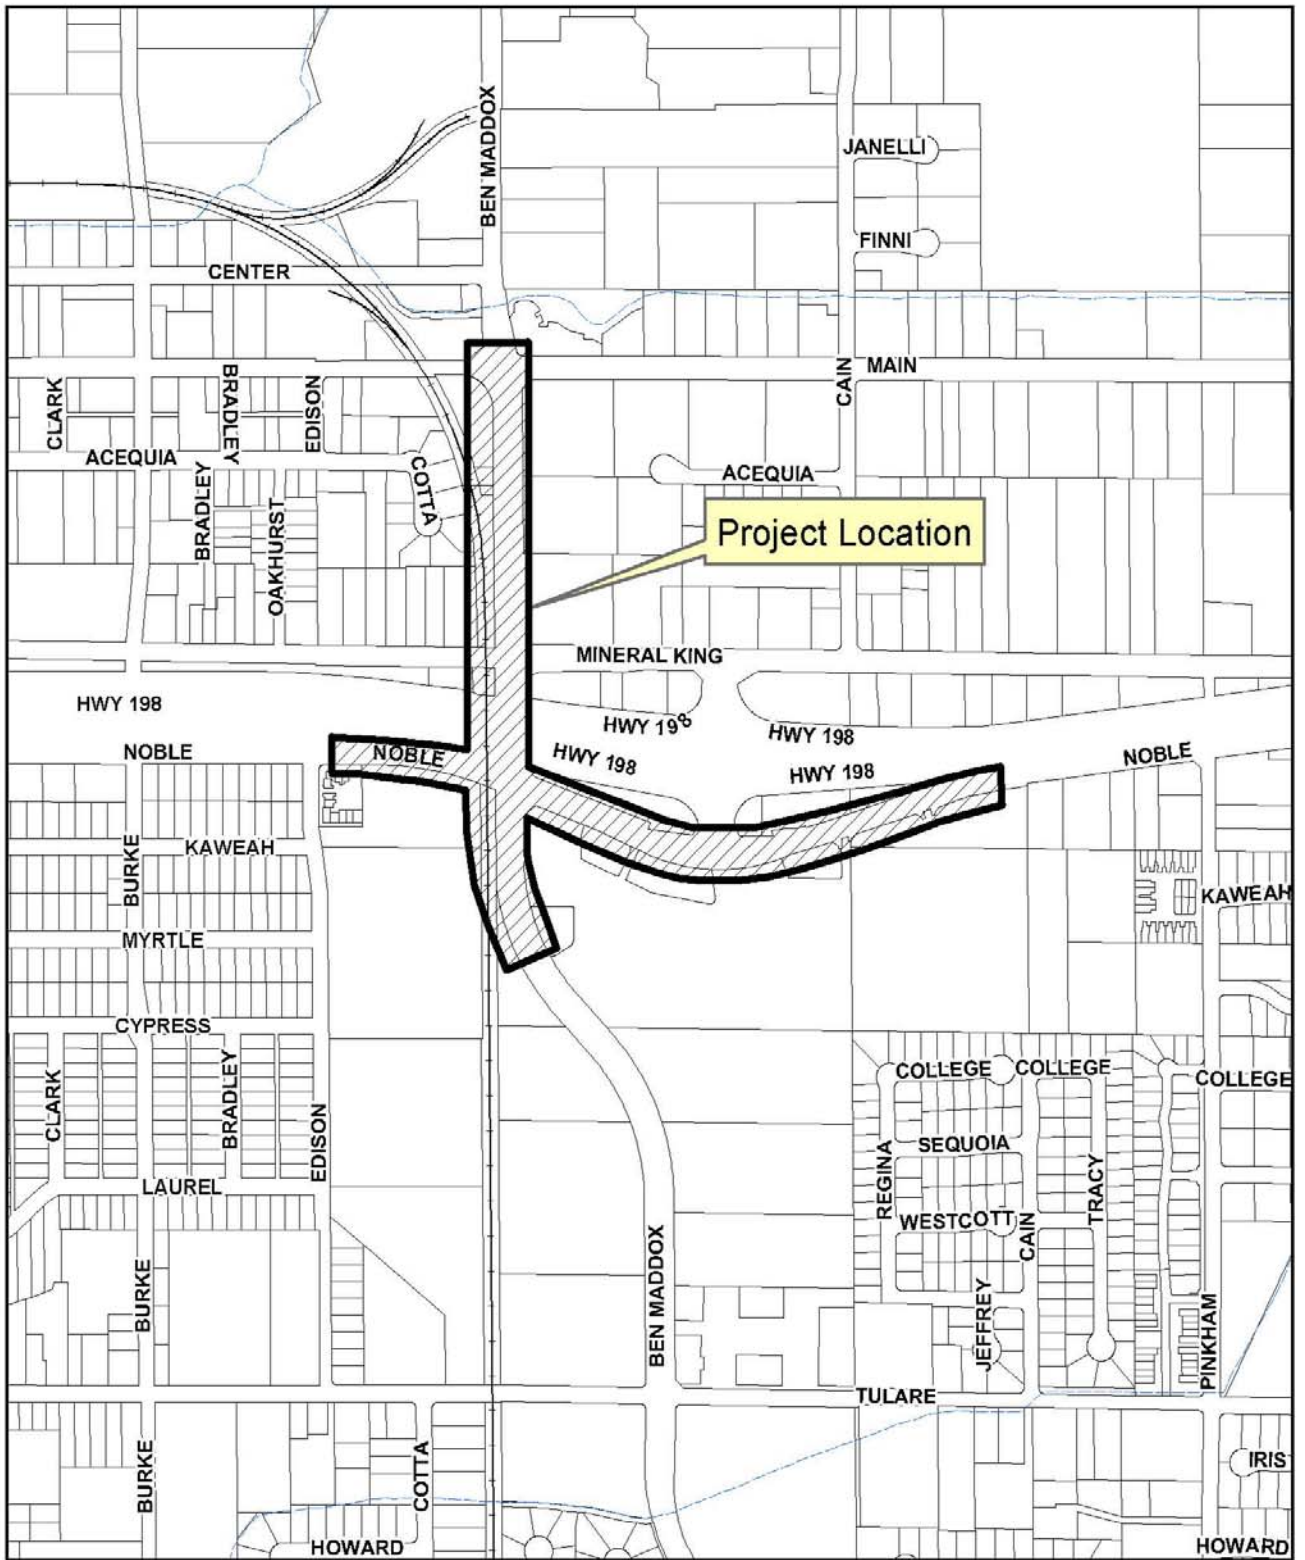 BEN MADDOX
JANELLI
FINNI
CENTER
MAIN
CAIN
CLARK
BRADLEY
EDISON
ACEQUIA
COTTA
ACEQUIA
BRADLEY
OAKHURST
Project Location
MINERAL KING
HWY 198
HWY 198
HWY 198
NOBLE
NOBLE
HWY 198
HWY 198
NOBLE
BURKE
KAWEAH
KAWEAH
MYRTLE
CYPRESS
CLARK
BRADLEY
EDISON
COLLEGE
COLLEGE
COLLEGE
SEQUOIA
REGINA
TRACY
LAUREL
WESTCOTT
CAIN
BURKE
BEN MADDOX
JEFFREY
PINKHAM
TULARE
BURKE
COTTA
IRIS
HOWARD
HOWARD